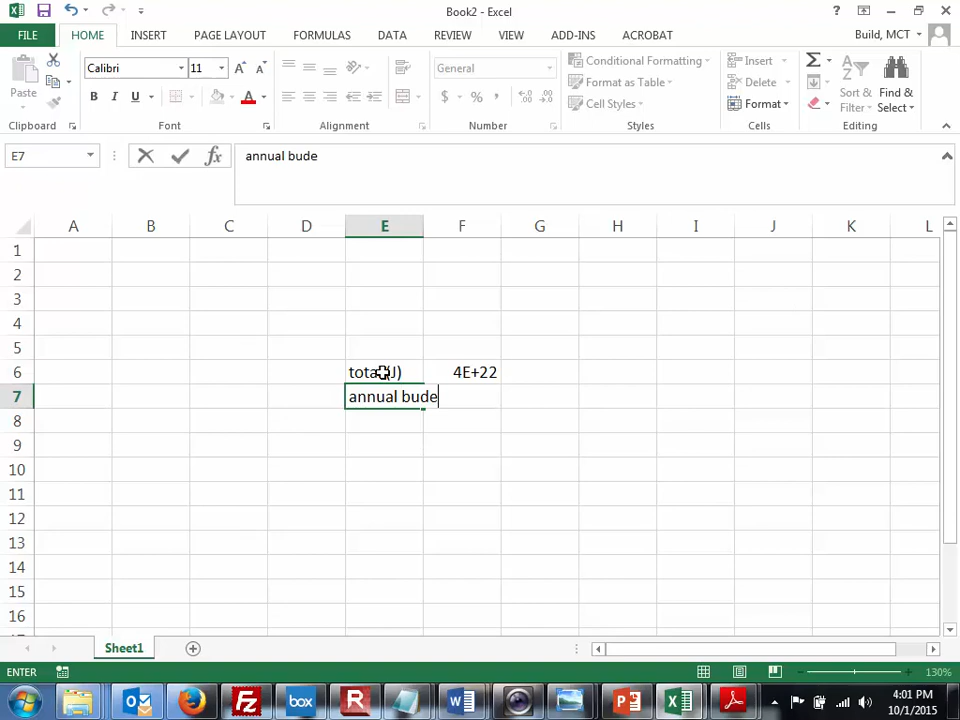 Book2 - Excel
FILE HOME INSERT PAGE LAYOUT FORMULAS DATA REVIEW VIEW ADD-INS ACROBAT Build, MCT
Paste Calibri 11 General Conditional Formatting Insert
Format as Table Delete Sort & Find &
B I U A $ % Cell Styles Format Filter Select
Clipboard Font Alignment Number Styles Cells Editing
E7 fx annual bude
A B C D E F G H I J K L
1
2
3
4
5
6 4E+22
7 annual bude
8
9
10
11
12
13
14
15
16
Sheet1
ENTER 130%
box R W P X 4:01 PM
10/1/2015